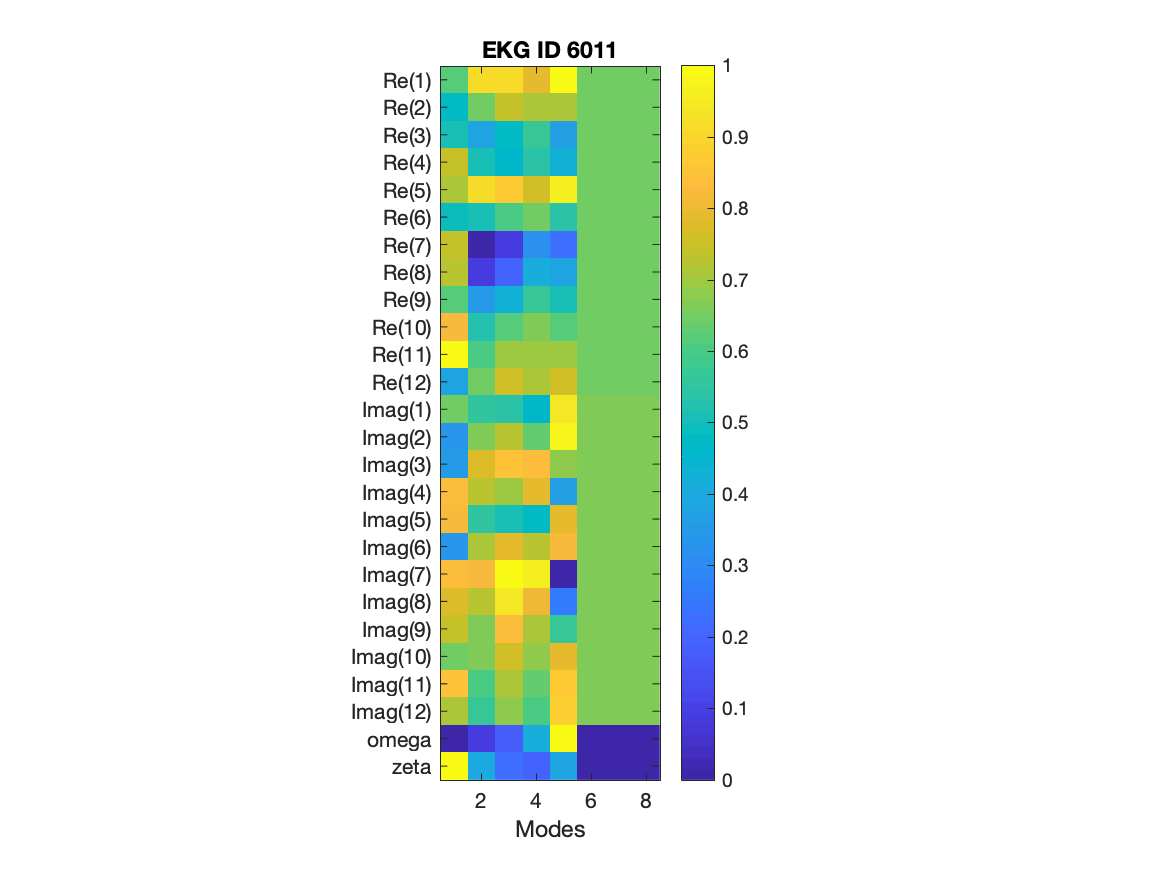 EKG ID 6011
Re(1)
Re(2)
Re(3)
Re(4)
Re(5)
Re(6)
Re(7)
Re(8)
Re(9)
Re(10)
Re(11)
Re(12)
Imag(1)
Imag(2)
Imag(3)
Imag(4)
Imag(5)
Imag(6)
Imag(7)
Imag(8)
Imag(9)
Imag(10)
Imag(11)
Imag(12)
omega
zeta
2 4 6 8
Modes
1
0.9
0.8
0.7
0.6
0.5
0.4
0.3
0.2
0.1
0